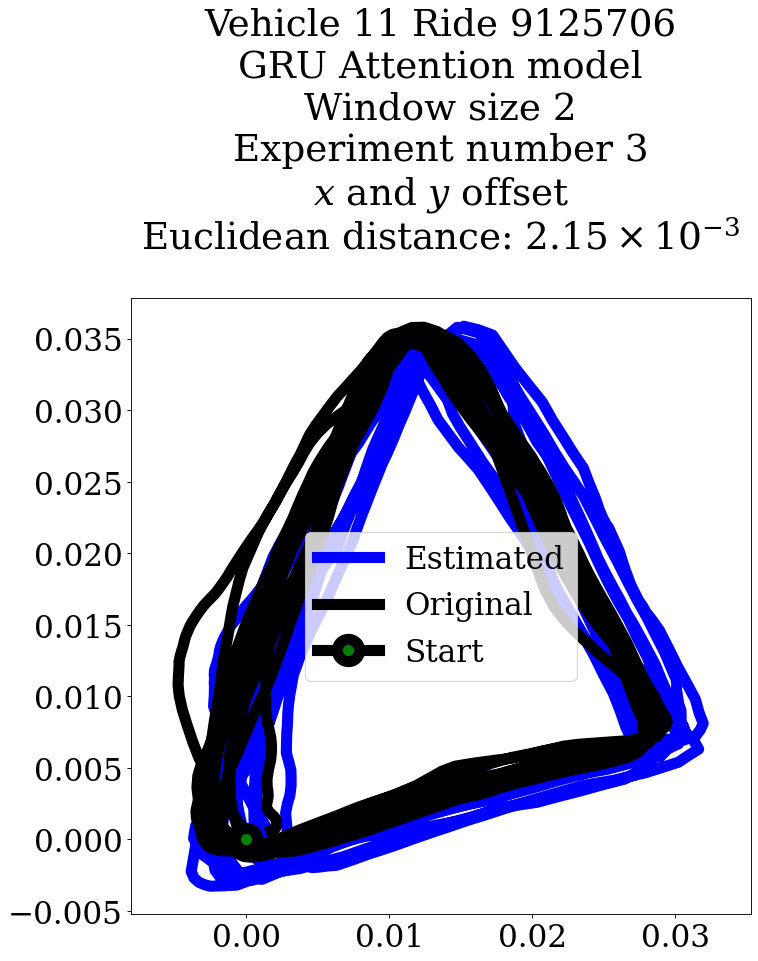 Vehicle 11 Ride 9125706
GRU Attention model
Window size 2
Experiment number 3
x and y offset
Euclidean distance: 2.15 × 10⁻³
0.035
0.030
0.025
0.020
0.015
0.010
0.005
0.000
−0.005
Estimated
Original
Start
0.00 0.01 0.02 0.03